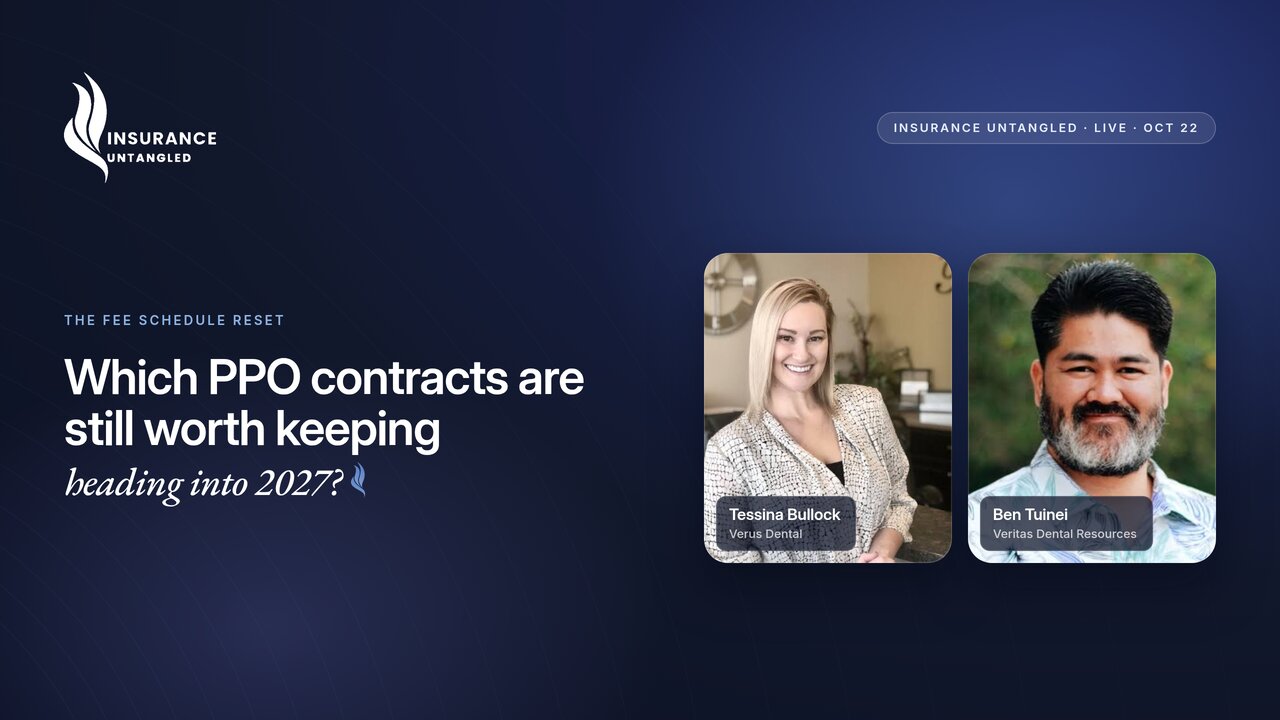 INSURANCE
UNTANGLED
INSURANCE UNTANGLED · LIVE · OCT 22
THE FEE SCHEDULE RESET
Which PPO contracts are
still worth keeping
heading into 2027?
Tessina Bullock
Verus Dental
Ben Tuinei
Veritas Dental Resources